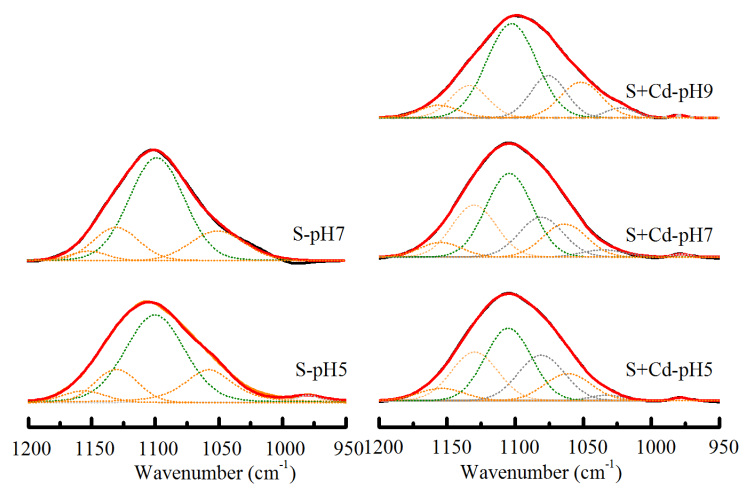 S+Cd-pH9
S-pH7
S+Cd-pH7
S-pH5
S+Cd-pH5
1200 1150 1100 1050 1000 950
Wavenumber (cm-1)
1200 1150 1100 1050 1000 950
Wavenumber (cm-1)